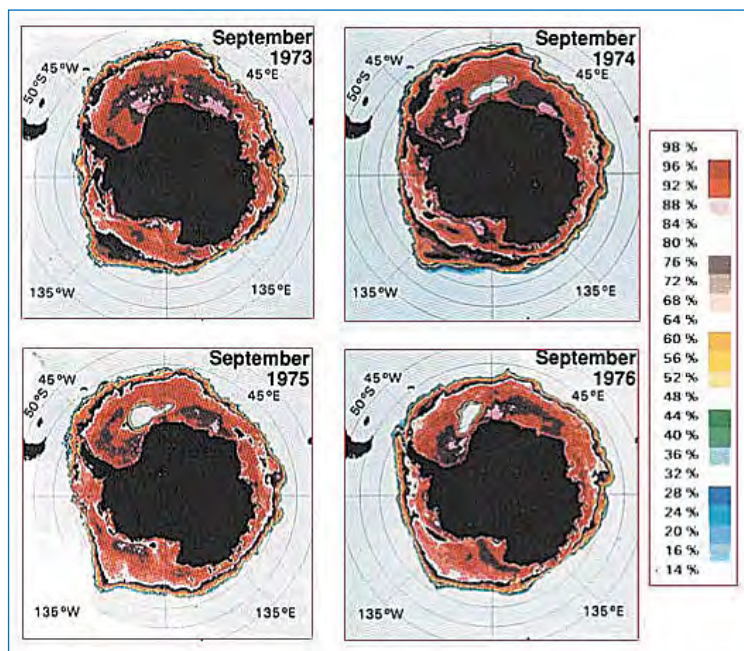 September
1973
50°S
45°W
45°E
135°W
135°E
September
1974
50°S
45°W
45°E
135°W
135°E
September
1975
50°S
45°W
45°E
135°W
135°E
September
1976
50°S
45°W
45°E
135°W
135°E
98 %
96 %
92 %
88 %
84 %
80 %
76 %
72 %
68 %
64 %
60 %
56 %
52 %
48 %
44 %
40 %
36 %
32 %
28 %
24 %
20 %
16 %
14 %